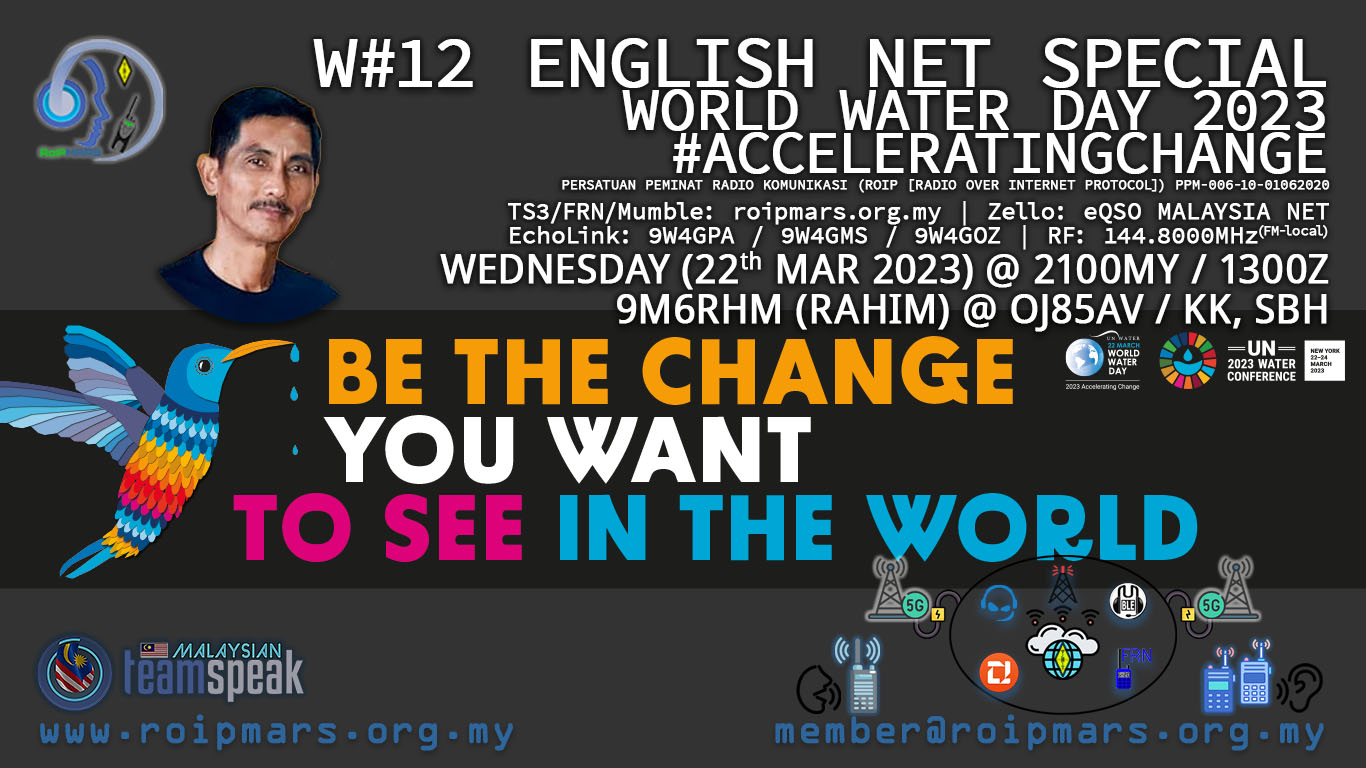 W#12 ENGLISH NET SPECIAL
WORLD WATER DAY 2023
#ACCELERATINGCHANGE
PERSATUAN PEMINAT RADIO KOMUNIKASI (ROIP [RADIO OVER INTERNET PROTOCOL]) PPM-006-10-01062020
TS3/FRN/Mumble: roipmars.org.my | Zello: eQSO MALAYSIA NET
EchoLink: 9W4GPA / 9W4GMS / 9W4GOZ | RF: 144.8000MHz(FM-local)
WEDNESDAY (22th MAR 2023) @ 2100MY / 1300Z
9M6RHM (RAHIM) @ OJ85AV / KK, SBH
UN WATER
22 MARCH
WORLD
WATER
DAY
2023 Accelerating Change
UN
2023 WATER
CONFERENCE
NEW YORK
22–24
MARCH
2023
BE THE CHANGE
YOU WANT
TO SEE IN THE WORLD
5G
5G
BLE
FRN
MALAYSIAN
teamspeak
www.roipmars.org.my
member@roipmars.org.my